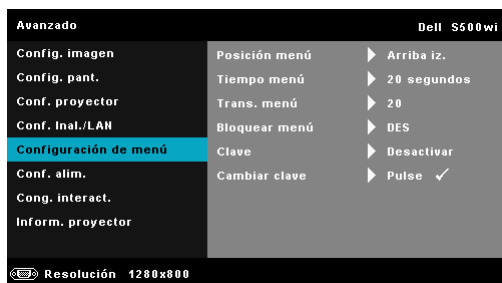 Avanzado Dell S500wi
Config. imagen
Config. pant.
Conf. proyector
Conf. Inal./LAN
Configuración de menú
Conf. alim.
Cong. interact.
Inform. proyector
Posición menú Arriba iz.
Tiempo menú 20 segundos
Trans. menú 20
Bloquear menú DES
Clave Desactivar
Cambiar clave Pulse
Resolución 1280x800